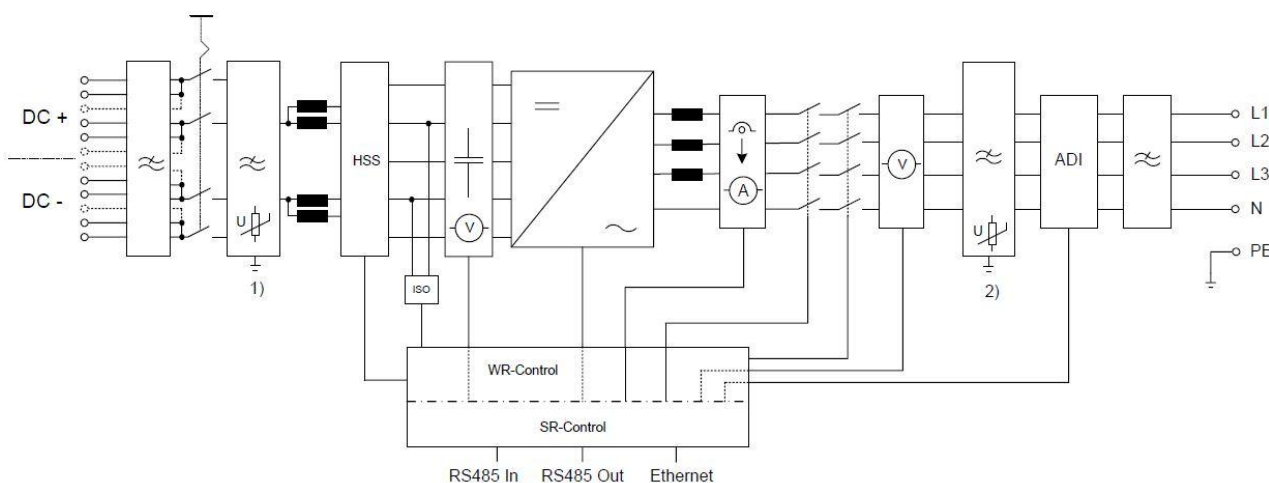 DC +
DC -
HSS
V
U
1)
ISO
A
V
U
2)
ADI
L1
L2
L3
N
PE
WR-Control
SR-Control
RS485 In
RS485 Out
Ethernet